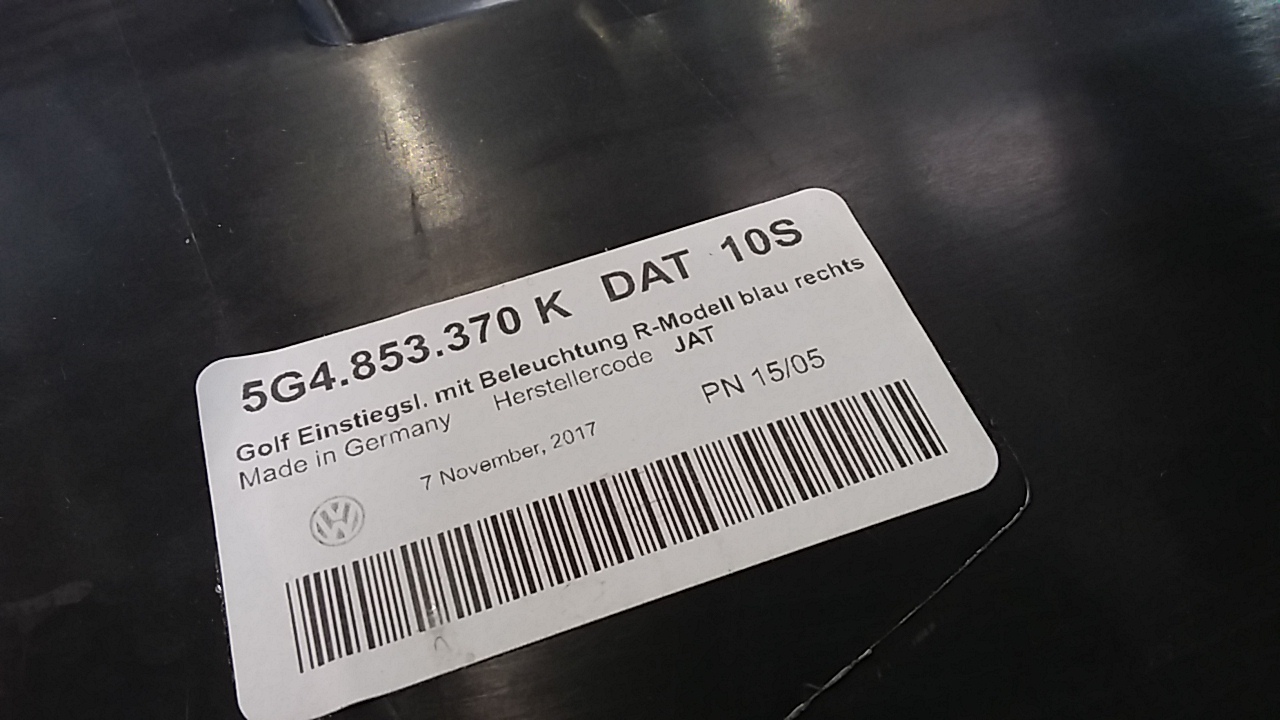 5G4.853.370 K DAT 10S
Golf Einstiegsl. mit Beleuchtung R-Modell blau rechts
Made in Germany Herstellercode JAT
7 November, 2017 PN 15/05